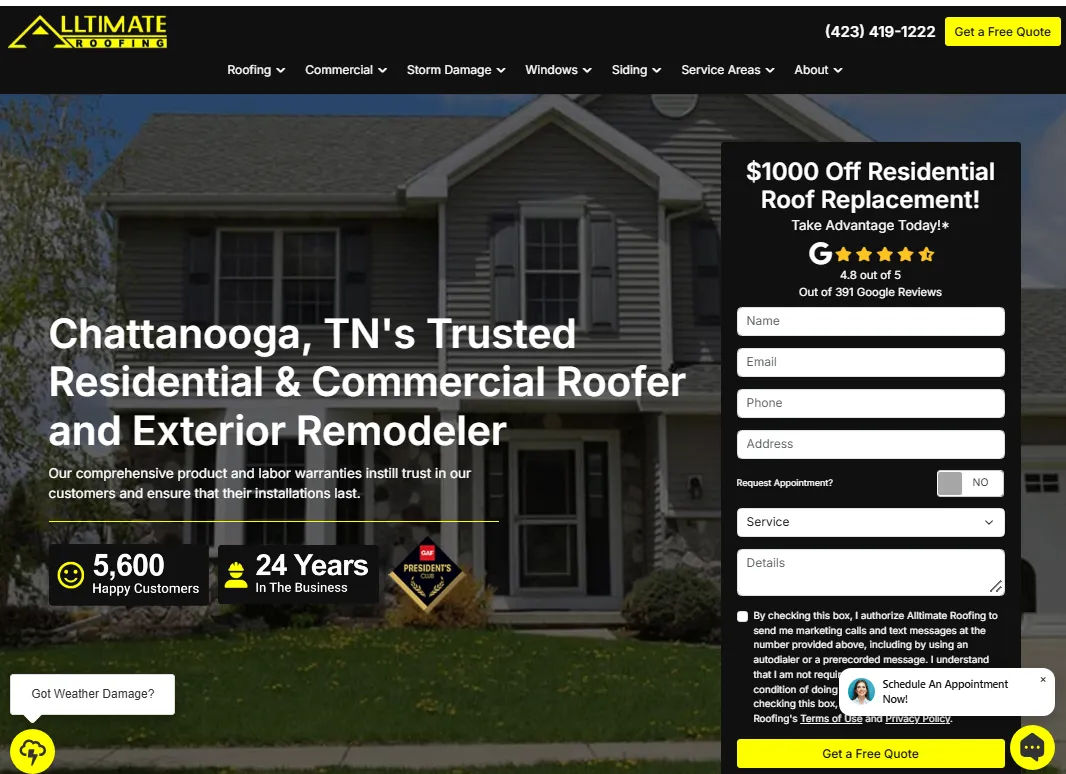 ALLTIMATE
ROOFING
(423) 419-1222
Get a Free Quote
Roofing
Commercial
Storm Damage
Windows
Siding
Service Areas
About
Chattanooga, TN's Trusted
Residential & Commercial Roofer
and Exterior Remodeler
Our comprehensive product and labor warranties instill trust in our
customers and ensure that their installations last.
5,600
Happy Customers
24 Years
In The Business
GAF
PRESIDENT'S
CLUB
$1000 Off Residential
Roof Replacement!
Take Advantage Today!*
G
4.8 out of 5
Out of 391 Google Reviews
Name
Email
Phone
Address
Request Appointment?
NO
Service
Details
By checking this box, I authorize Alltimate Roofing to
send me marketing calls and text messages at the
number provided above, including by using an
autodialer or a prerecorded message. I understand
that I am not
condition of doing
checking this box,
Roofing's Terms of Use and Privacy Policy.
Get a Free Quote
Got Weather Damage?
Schedule An Appointment
Now!
×